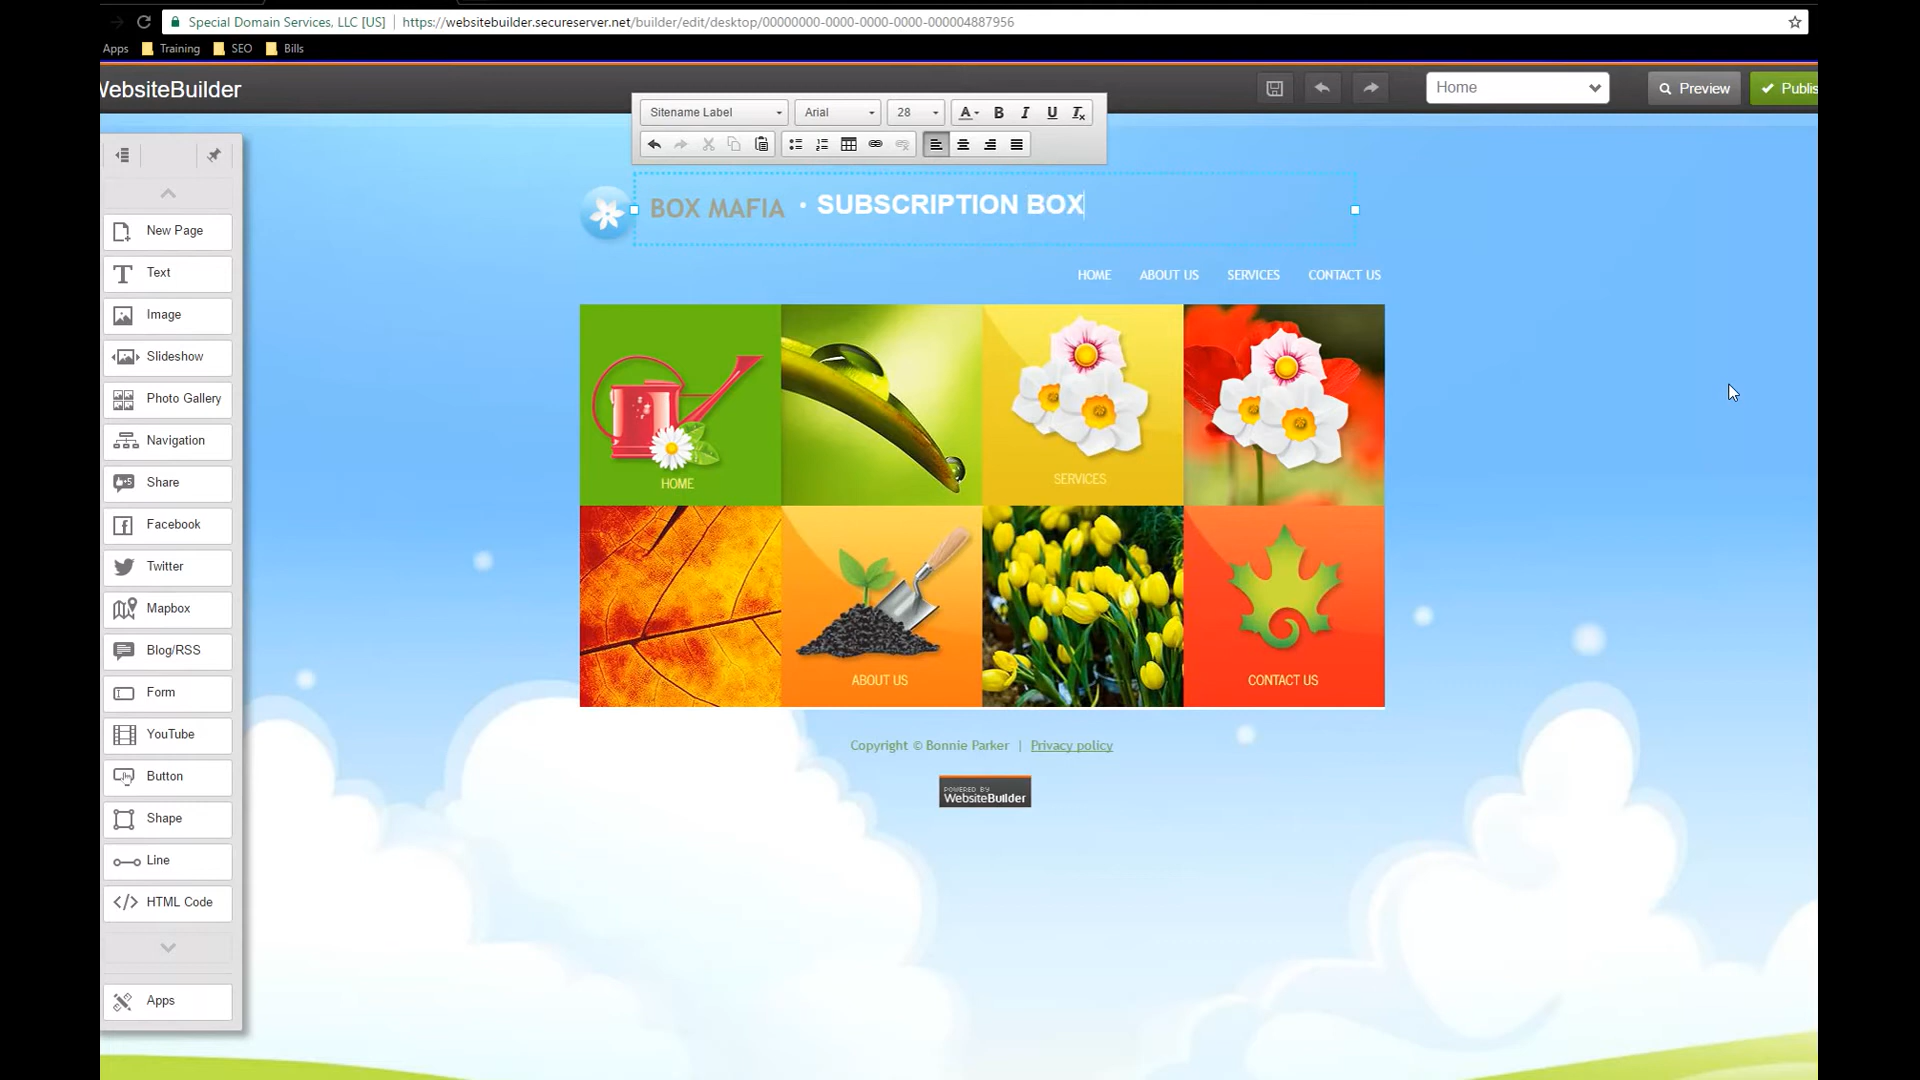 Special Domain Services, LLC [US] https://websitebuilder.secureserver.net/builder/edit/desktop/00000000-0000-0000-0000-000004887956
Apps Training SEO Bills
WebsiteBuilder
Home
Preview
Publis
Sitename Label Arial 28
BOX MAFIA • SUBSCRIPTION BOX
HOME ABOUT US SERVICES CONTACT US
New Page
Text
Image
Slideshow
Photo Gallery
Navigation
Share
Facebook
Twitter
Mapbox
Blog/RSS
Form
YouTube
Button
Shape
Line
HTML Code
Apps
HOME
SERVICES
ABOUT US
CONTACT US
Copyright © Bonnie Parker | Privacy policy
POWERED BY
WebsiteBuilder